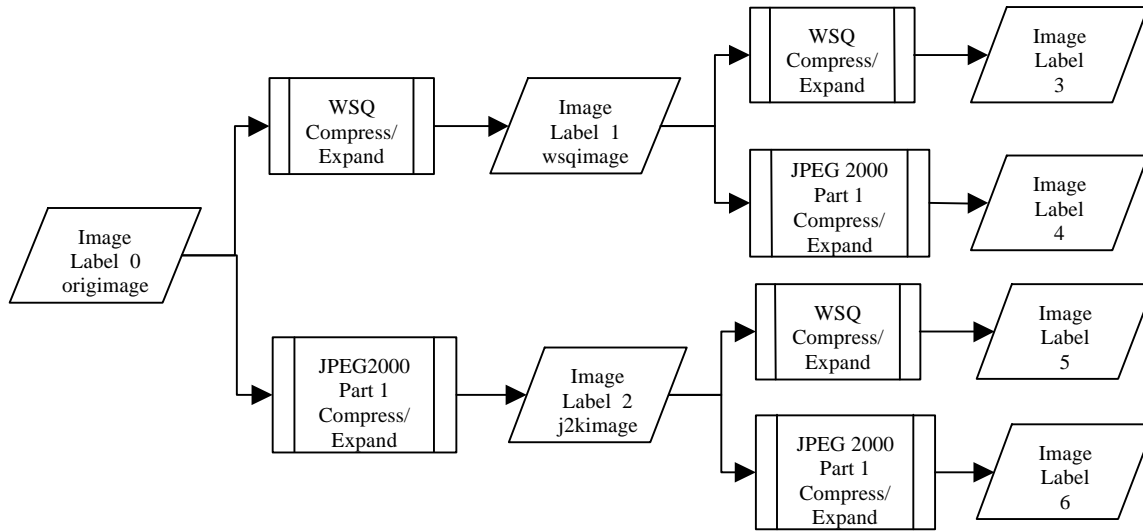 Image
Label 0
origimage
WSQ
Compress/
Expand
Image
Label 1
wsqimage
WSQ
Compress/
Expand
Image
Label
3
JPEG 2000
Part 1
Compress/
Expand
Image
Label
4
JPEG2000
Part 1
Compress/
Expand
Image
Label 2
j2kimage
WSQ
Compress/
Expand
Image
Label
5
JPEG 2000
Part 1
Compress/
Expand
Image
Label
6